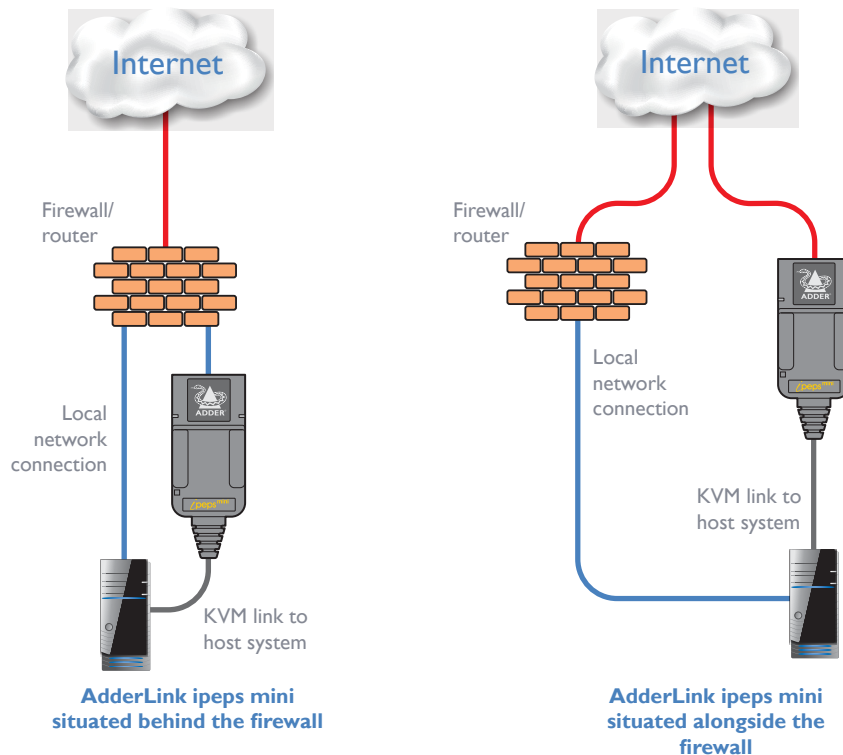 Internet
Firewall/
router
ADDER
ipeps mini
Local
network
connection
KVM link to
host system
AdderLink ipeps mini
situated behind the firewall
Internet
Firewall/
router
ADDER
ipeps mini
Local
network
connection
KVM link to
host system
AdderLink ipeps mini
situated alongside the
firewall